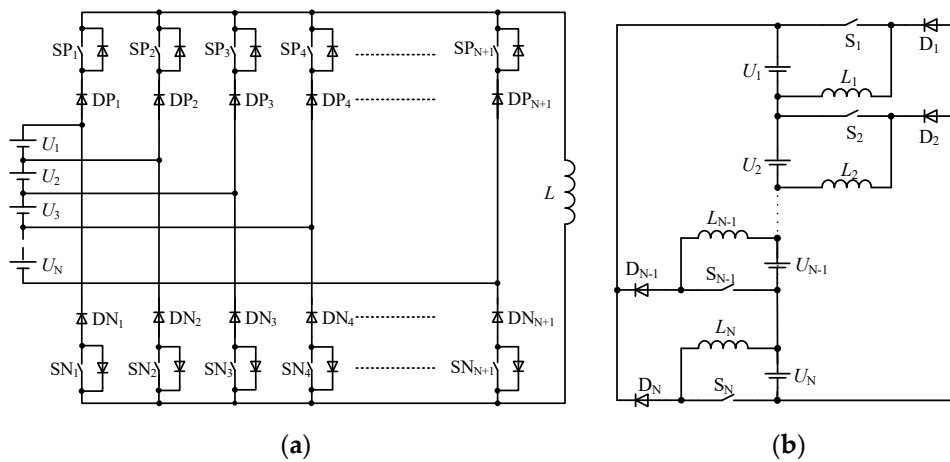 SP₁ SP₂ SP₃ SP₄ SPN+1
DP₁ DP₂ DP₃ DP₄ DPN+1
U₁
U₂
U₃
UN
L
DN₁ DN₂ DN₃ DN₄ DNN+1
SN₁ SN₂ SN₃ SN₄ SNN+1
(a)
S₁ D₁
U₁ L₁
S₂ D₂
U₂ L₂
LN-1
DN-1 SN-1 UN-1
LN
DN SN UN
(b)